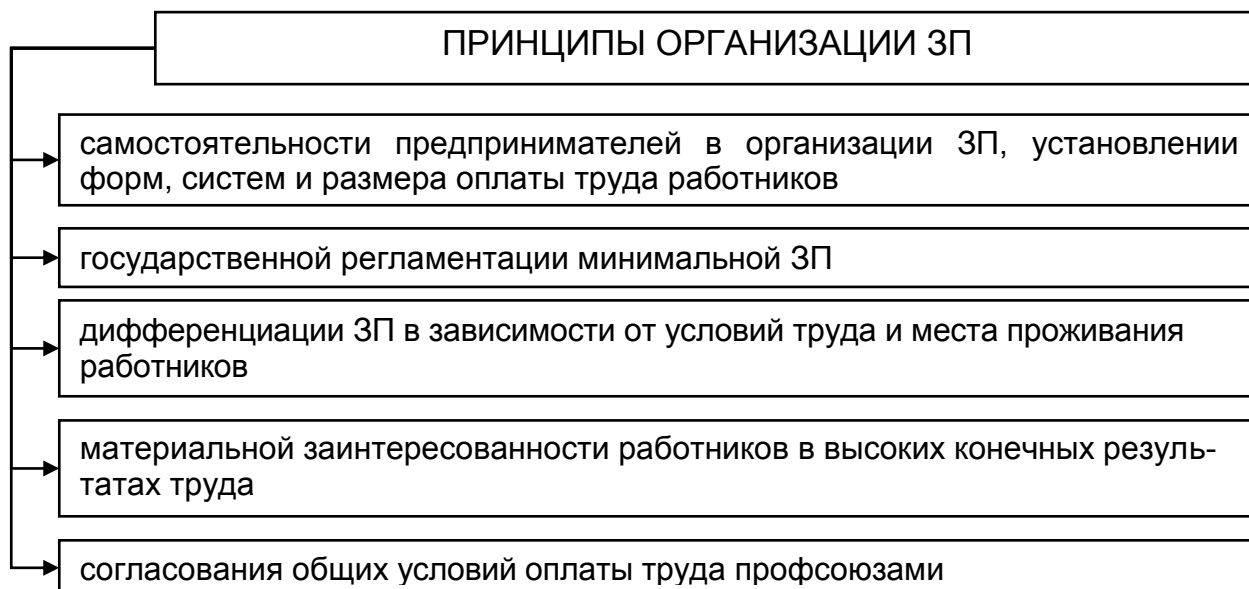 ПРИНЦИПЫ ОРГАНИЗАЦИИ ЗП
самостоятельности предпринимателей в организации ЗП, установлении
форм, систем и размера оплаты труда работников
государственной регламентации минимальной ЗП
дифференциации ЗП в зависимости от условий труда и места проживания
работников
материальной заинтересованности работников в высоких конечных резуль-
татах труда
согласования общих условий оплаты труда профсоюзами